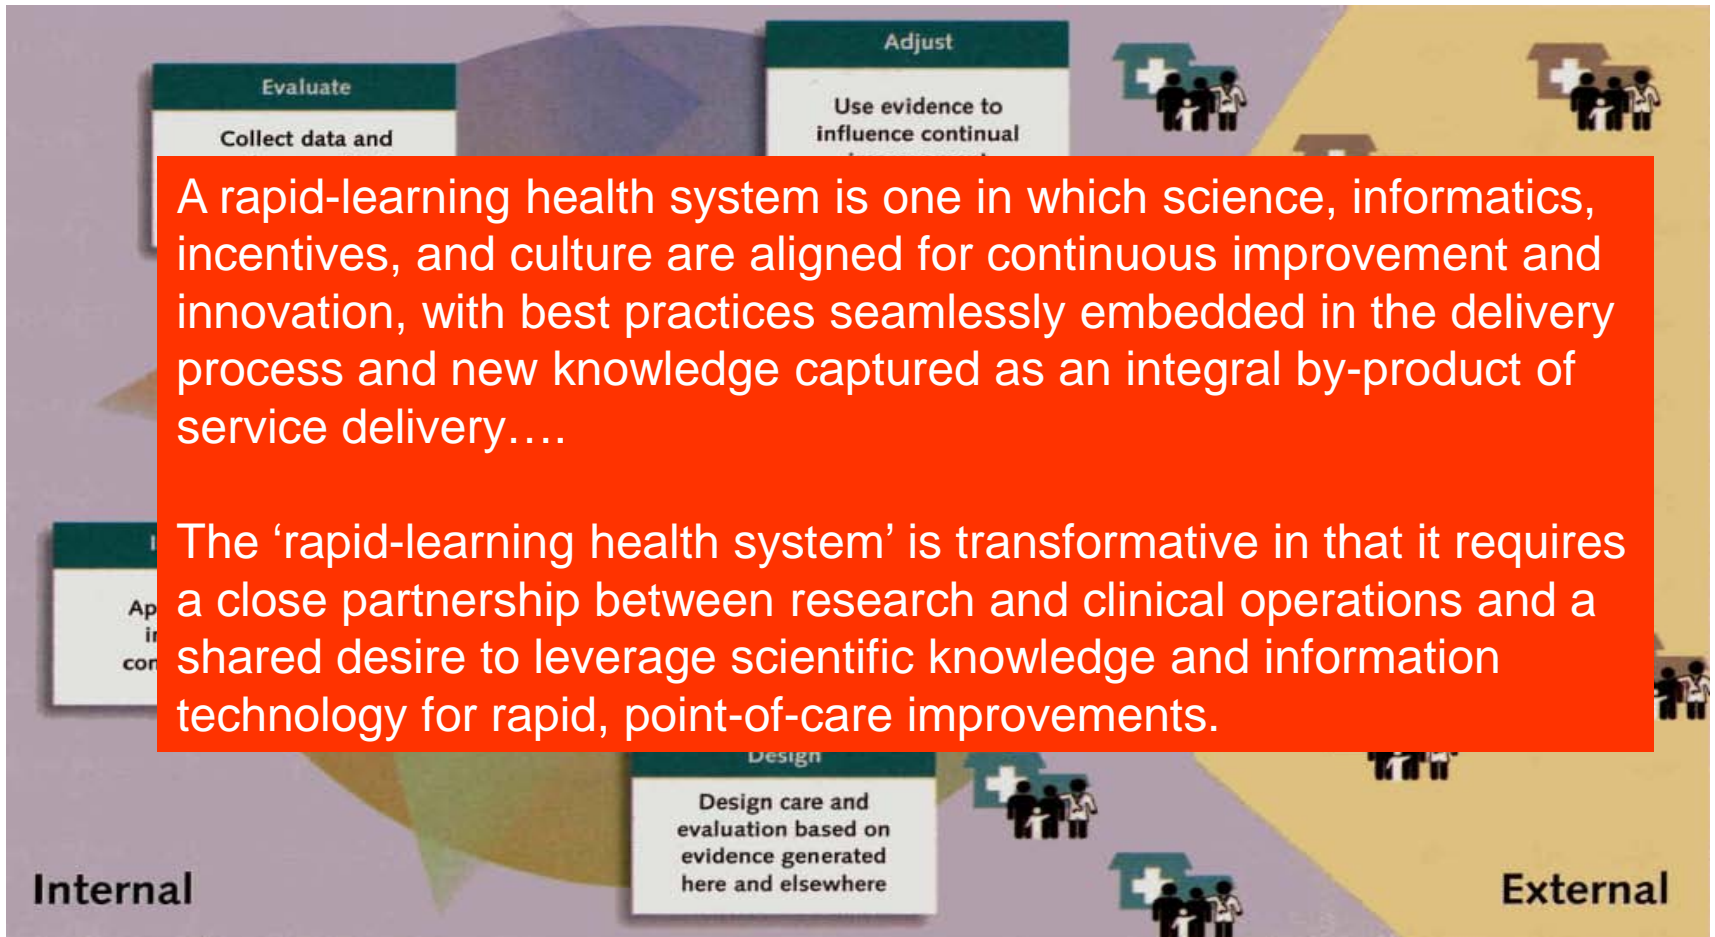 Adjust
Evaluate
Use evidence to
influence continual
Collect data and
A rapid-learning health system is one in which science, informatics,
incentives, and culture are aligned for continuous improvement and
innovation, with best practices seamlessly embedded in the delivery
process and new knowledge captured as an integral by-product of
service delivery….
The ‘rapid-learning health system’ is transformative in that it requires
a close partnership between research and clinical operations and a
shared desire to leverage scientific knowledge and information
technology for rapid, point-of-care improvements.
Design
Design care and
evaluation based on
evidence generated
here and elsewhere
Internal
External